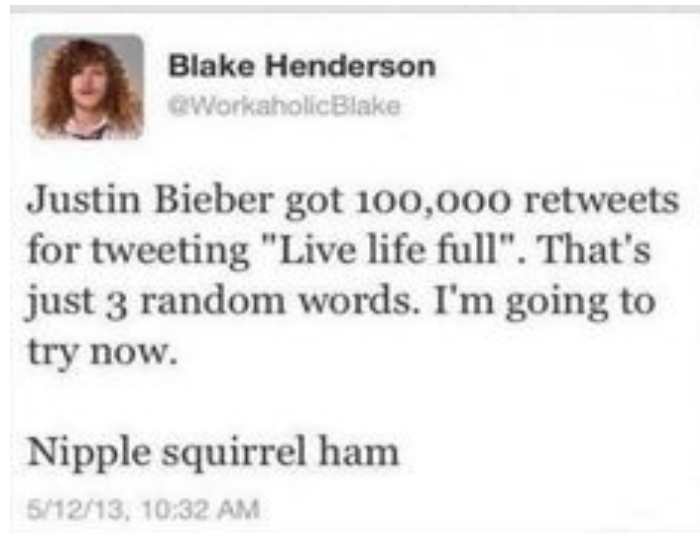 Blake Henderson
@WorkaholicBlake
Justin Bieber got 100,000 retweets
for tweeting "Live life full". That's
just 3 random words. I'm going to
try now.
Nipple squirrel ham
5/12/13, 10:32 AM